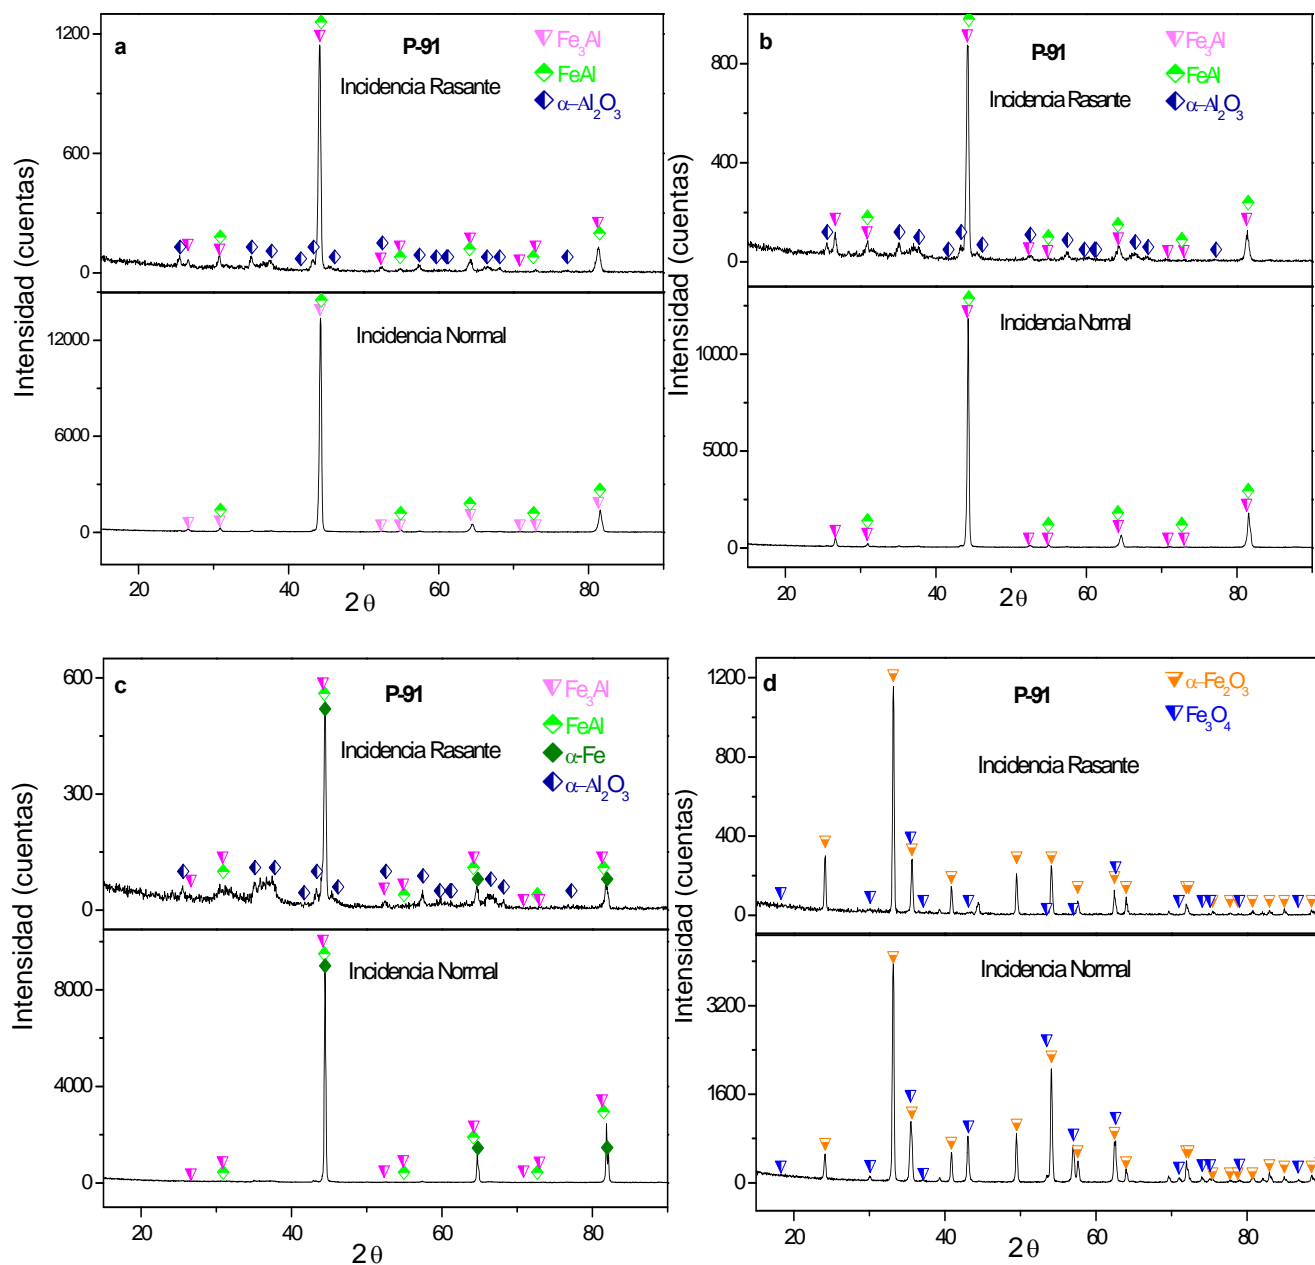 a
P-91
Incidencia Rasante
Fe₃Al
FeAl
α–Al₂O₃
1200
600
0
Incidencia Normal
12000
6000
0
Intensidad (cuentas)
20 40 60 80
2 θ
b
P-91
Incidencia Rasante
Fe₃Al
FeAl
α–Al₂O₃
800
400
0
Incidencia Normal
10000
5000
0
Intensidad (cuentas)
20 40 60 80
2 θ
c
P-91
Incidencia Rasante
Fe₃Al
FeAl
α-Fe
α–Al₂O₃
600
300
0
Incidencia Normal
8000
4000
0
Intensidad (cuentas)
20 40 60 80
2 θ
d
P-91
Incidencia Rasante
α–Fe₂O₃
Fe₃O₄
1200
800
400
0
Incidencia Normal
3200
1600
0
Intensidad (cuentas)
20 40 60 80
2 θ